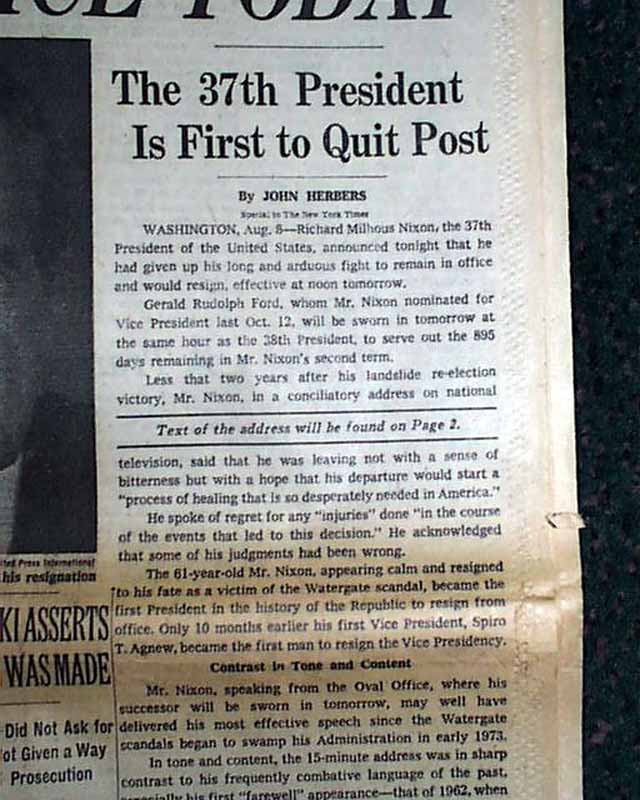 TODAY
The 37th President
Is First to Quit Post
By JOHN HERBERS
Special to The New York Times
WASHINGTON, Aug. 8—Richard Milhous Nixon, the 37th
President of the United States, announced tonight that he
had given up his long and arduous fight to remain in office
and would resign, effective at noon tomorrow.
Gerald Rudolph Ford, whom Mr. Nixon nominated for
Vice President last Oct. 12, will be sworn in tomorrow at
the same hour as the 38th President, to serve out the 895
days remaining in Mr. Nixon's second term.
Less that two years after his landslide re-election
victory, Mr. Nixon, in a conciliatory address on national
Text of the address will be found on Page 2.
television, said that he was leaving not with a sense of
bitterness but with a hope that his departure would start a
"process of healing that is so desperately needed in America."
He spoke of regret for any "injuries" done "in the course
of the events that led to this decision." He acknowledged
that some of his judgments had been wrong.
The 61-year-old Mr. Nixon, appearing calm and resigned
to his fate as a victim of the Watergate scandal, became the
first President in the history of the Republic to resign from
office. Only 10 months earlier his first Vice President, Spiro
T. Agnew, became the first man to resign the Vice Presidency.
Contrast in Tone and Content
Mr. Nixon, speaking from the Oval Office, where his
successor will be sworn in tomorrow, may well have
delivered his most effective speech since the Watergate
scandals began to swamp his Administration in early 1973.
In tone and content, the 15-minute address was in sharp
contrast to his frequently combative language of the past,
especially his first "farewell" appearance—that of 1962, when
Press International
his resignation
KI ASSERTS
WAS MADE
Did Not Ask for
ot Given a Way
Prosecution